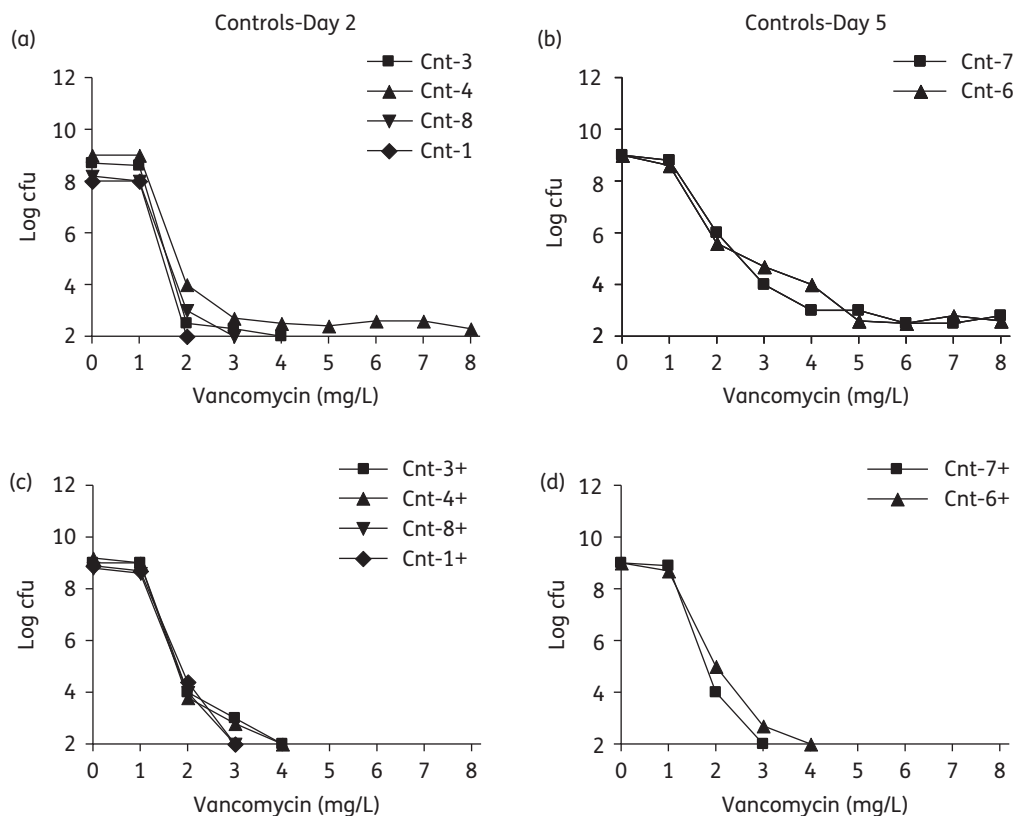 Controls-Day 2
(a)
Cnt-3
Cnt-4
Cnt-8
Cnt-1
12
10
8
6
4
2
Log cfu
0 1 2 3 4 5 6 7 8
Vancomycin (mg/L)
Controls-Day 5
(b)
Cnt-7
Cnt-6
12
10
8
6
4
2
Log cfu
0 1 2 3 4 5 6 7 8
Vancomycin (mg/L)
(c)
Cnt-3+
Cnt-4+
Cnt-8+
Cnt-1+
12
10
8
6
4
2
Log cfu
0 1 2 3 4 5 6 7 8
Vancomycin (mg/L)
(d)
Cnt-7+
Cnt-6+
12
10
8
6
4
2
Log cfu
0 1 2 3 4 5 6 7 8
Vancomycin (mg/L)